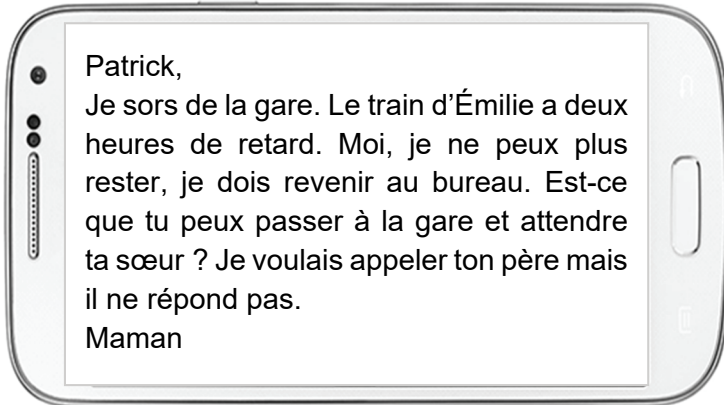 Patrick,
Je sors de la gare. Le train d’Émilie a deux
heures de retard. Moi, je ne peux plus
rester, je dois revenir au bureau. Est-ce
que tu peux passer à la gare et attendre
ta sœur ? Je voulais appeler ton père mais
il ne répond pas.
Maman